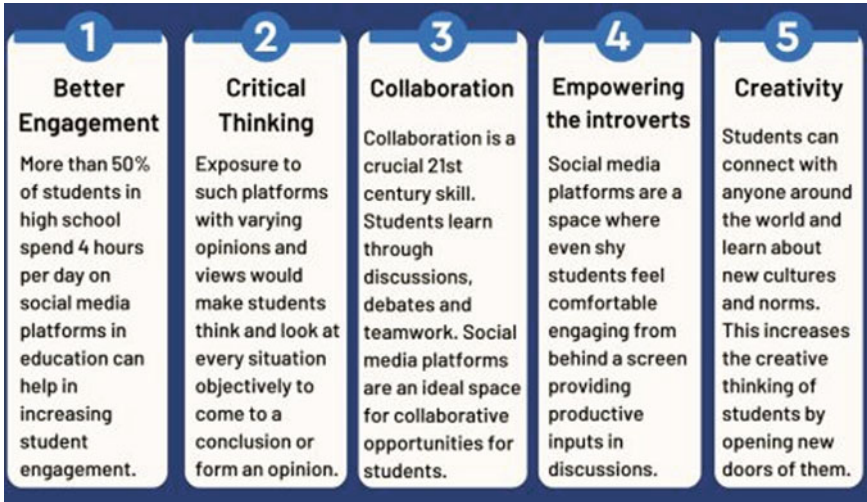 1
Better
Engagement
More than 50%
of students in
high school
spend 4 hours
per day on
social media
platforms in
education can
help in
increasing
student
engagement.
2
Critical
Thinking
Exposure to
such platforms
with varying
opinions and
views would
make students
think and look at
every situation
objectively to
come to a
conclusion or
form an opinion.
3
Collaboration
Collaboration is a
crucial 21st
century skill.
Students learn
through
discussions,
debates and
teamwork. Social
media platforms
are an ideal space
for collaborative
opportunities for
students.
4
Empowering
the introverts
Social media
platforms are a
space where
even shy
students feel
comfortable
engaging from
behind a screen
providing
productive
inputs in
discussions.
5
Creativity
Students can
connect with
anyone around
the world and
learn about
new cultures
and norms.
This increases
the creative
thinking of
students by
opening new
doors of them.